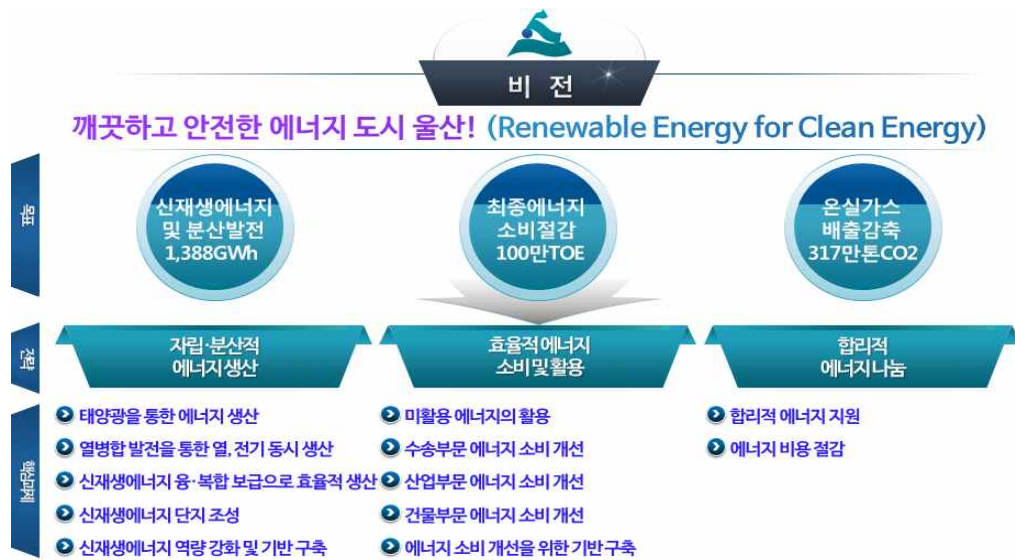 비 전
깨끗하고 안전한 에너지 도시 울산! (Renewable Energy for Clean Energy)
목표
신재생에너지
및 분산발전
1,388GWh
최종에너지
소비절감
100만TOE
온실가스
배출감축
317만톤CO2
전략
자립·분산적
에너지 생산
효율적 에너지
소비 및 활용
합리적
에너지 나눔
핵심과제
태양광을 통한 에너지 생산
열병합 발전을 통한 열, 전기 동시 생산
신재생에너지 융·복합 보급으로 효율적 생산
신재생에너지 단지 조성
신재생에너지 역량 강화 및 기반 구축
미활용 에너지의 활용
수송부문 에너지 소비 개선
산업부문 에너지 소비 개선
건물부문 에너지 소비 개선
에너지 소비 개선을 위한 기반 구축
합리적 에너지 지원
에너지 비용 절감